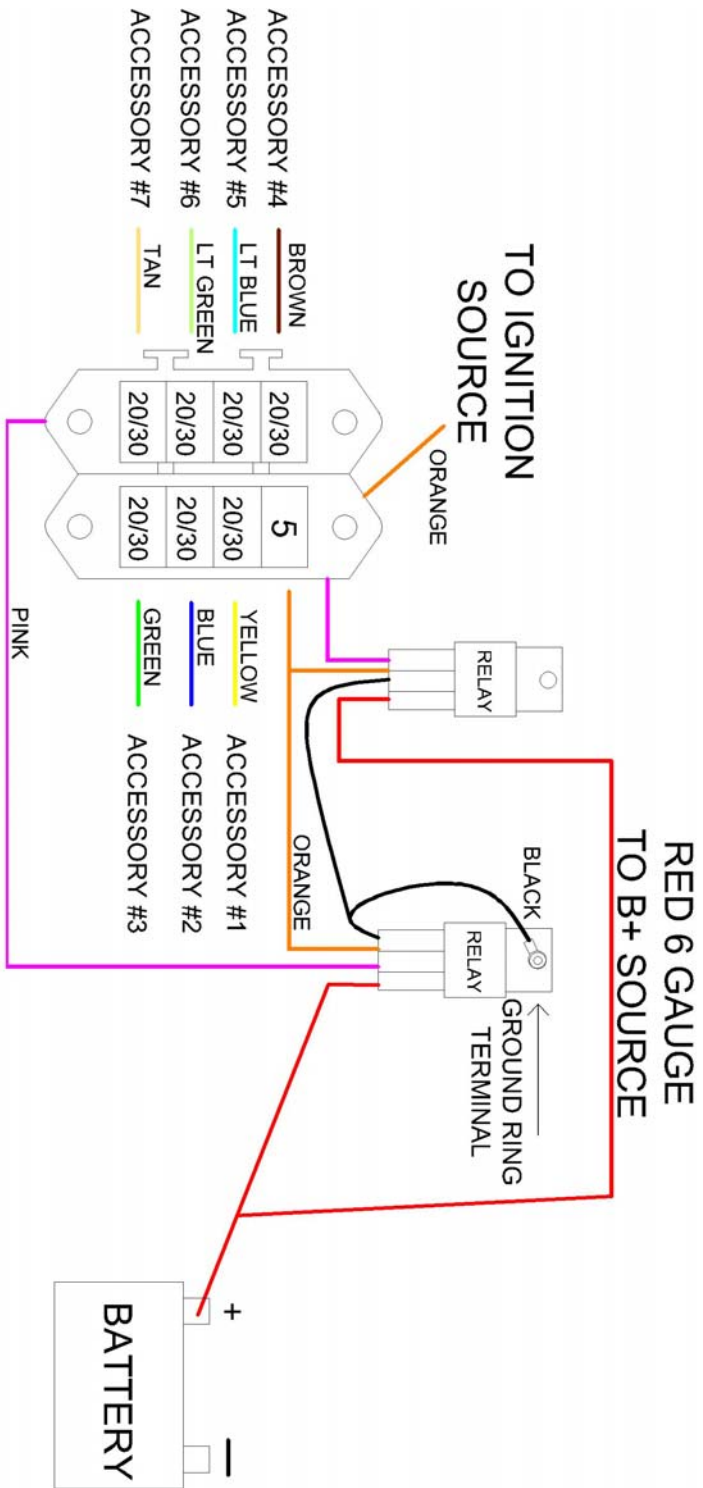 RED 6 GAUGE
TO B+ SOURCE
TO IGNITION
SOURCE
ORANGE
RELAY
BLACK
RELAY
GROUND RING
TERMINAL
ACCESSORY #4
BROWN
ACCESSORY #5
LT BLUE
ACCESSORY #6
LT GREEN
ACCESSORY #7
TAN
20/30
20/30
20/30
20/30
5
20/30
20/30
20/30
YELLOW
ACCESSORY #1
BLUE
ACCESSORY #2
GREEN
ACCESSORY #3
ORANGE
PINK
+
–
BATTERY